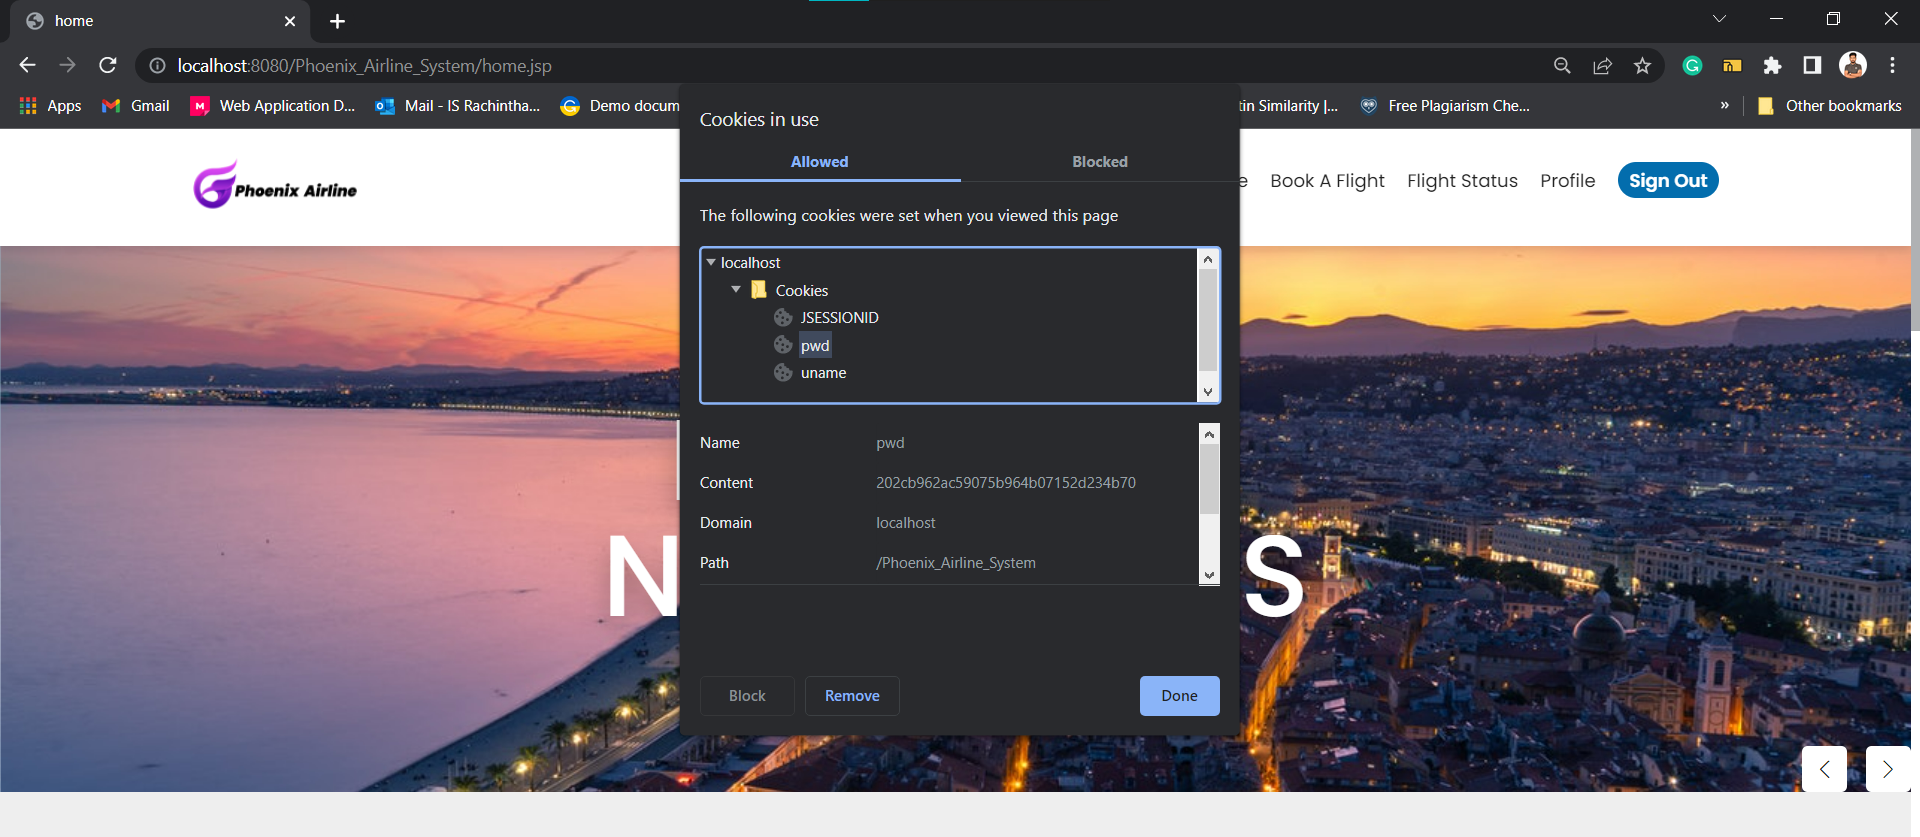 home
localhost:8080/Phoenix_Airline_System/home.jsp
Apps
Gmail
Web Application D...
Mail - IS Rachintha...
Demo docum
tin Similarity |...
Free Plagiarism Che...
»
Other bookmarks
Phoenix Airline
e
Book A Flight
Flight Status
Profile
Sign Out
Cookies in use
Allowed
Blocked
The following cookies were set when you viewed this page
localhost
Cookies
JSESSIONID
pwd
uname
Name pwd
Content 202cb962ac59075b964b07152d234b70
Domain localhost
Path /Phoenix_Airline_System
N
S
Block
Remove
Done